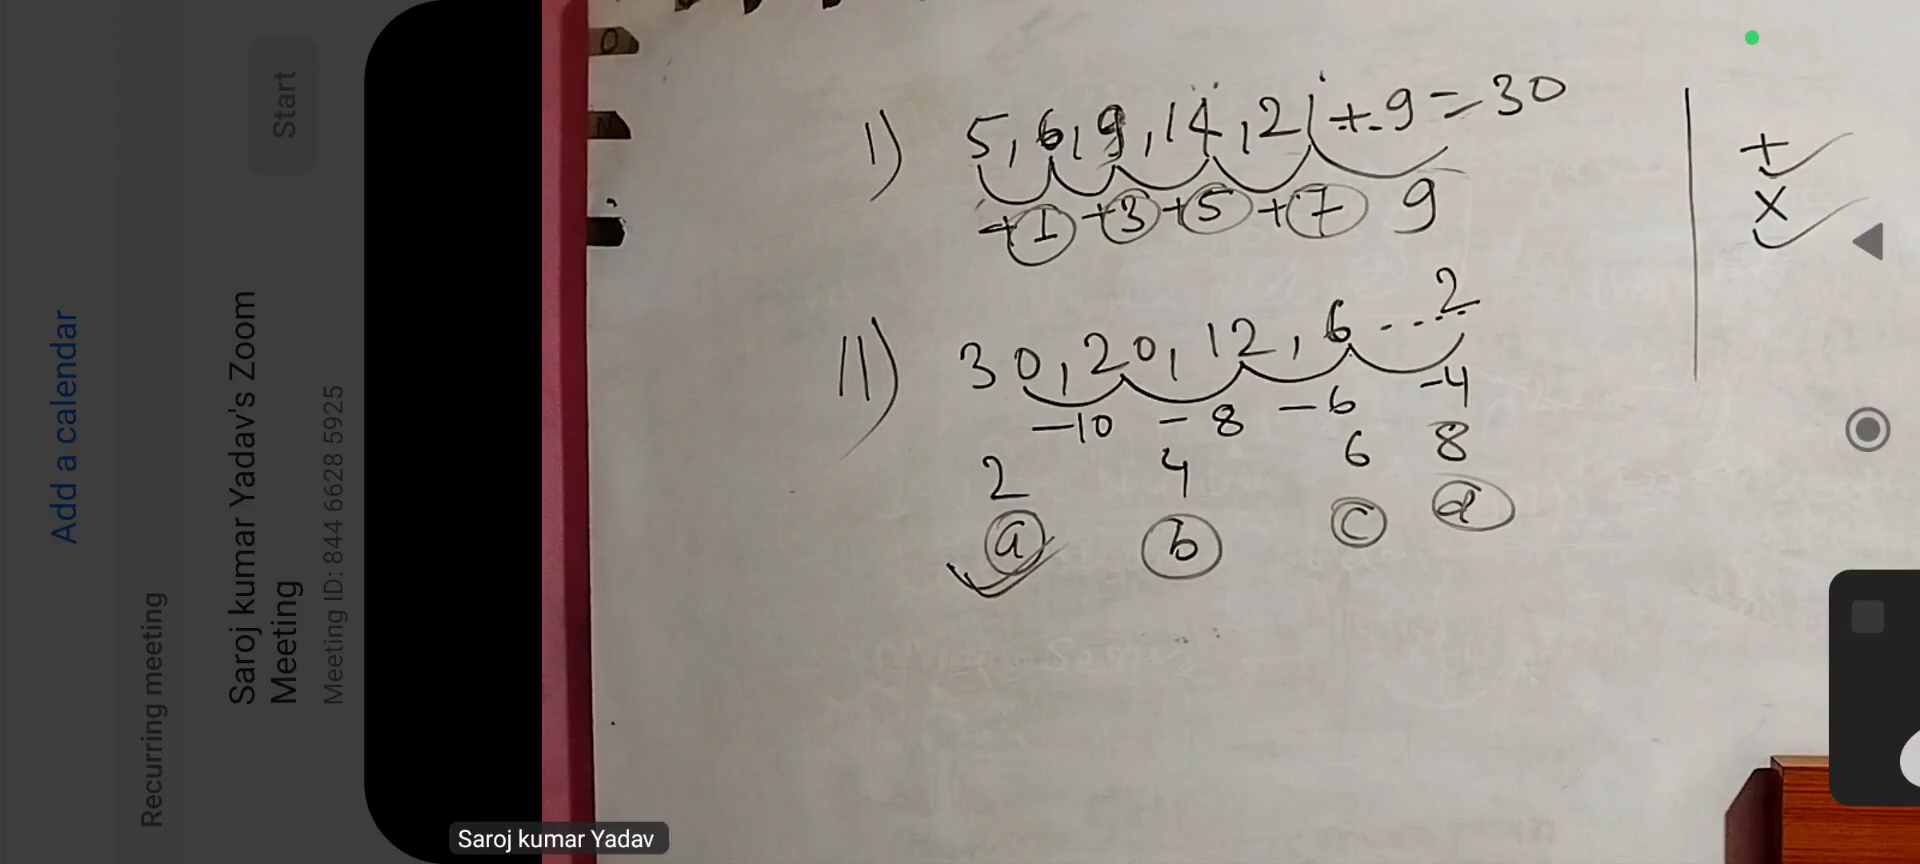 Add a calendar
Recurring meeting
Start
Saroj kumar Yadav's Zoom
Meeting
Meeting ID: 844 6628 5925
I) 5, 6, 9, 14, 21 + 9 = 30
+1 +3 +5 +7 9
+
x
II) 30, 20, 12, 6 ..... 2
-10 -8 -6 -4
2 4 6 8
a b c d
Saroj kumar Yadav